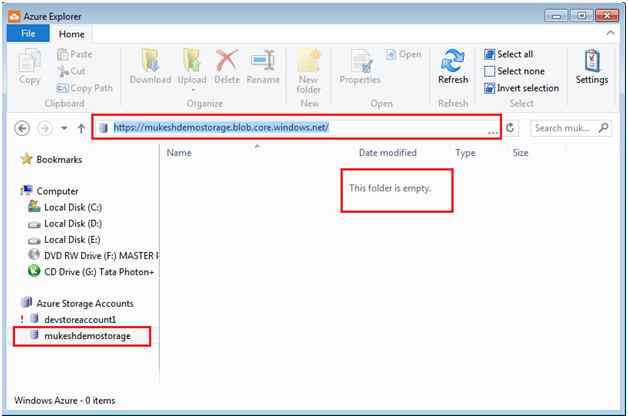 Azure Explorer
File
Home
Copy
Paste
Cut
Copy Path
Clipboard
Download
Upload
Delete
Rename
Organize
New folder
New
Properties
Open
Open
Refresh
Refresh
Select all
Select none
Invert selection
Select
Settings
https://mukeshdemostorage.blob.core.windows.net/
...
Search muk...
Bookmarks
Computer
Local Disk (C:)
Local Disk (D:)
Local Disk (E:)
DVD RW Drive (F:) MASTER
CD Drive (G:) Tata Photon+
Azure Storage Accounts
! devstoreaccount1
mukeshdemostorage
Name
Date modified
Type
Size
This folder is empty.
Windows Azure - 0 items